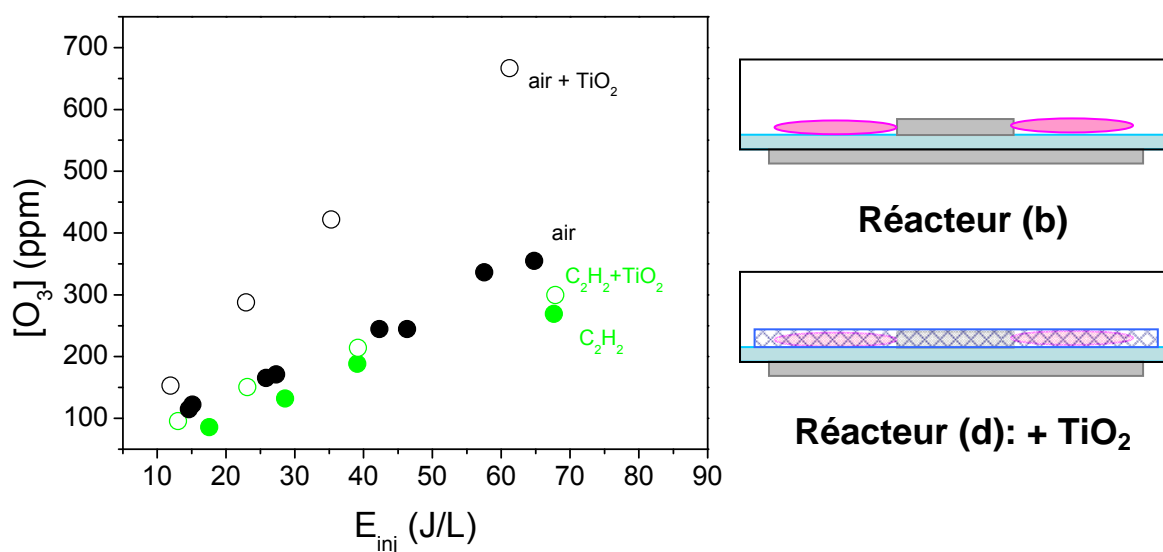 700
600
500
400
300
200
100
[O₃] (ppm)
air + TiO₂
air
C₂H₂+TiO₂
C₂H₂
10 20 30 40 50 60 70 80 90
E_inj (J/L)
Réacteur (b)
Réacteur (d): + TiO₂